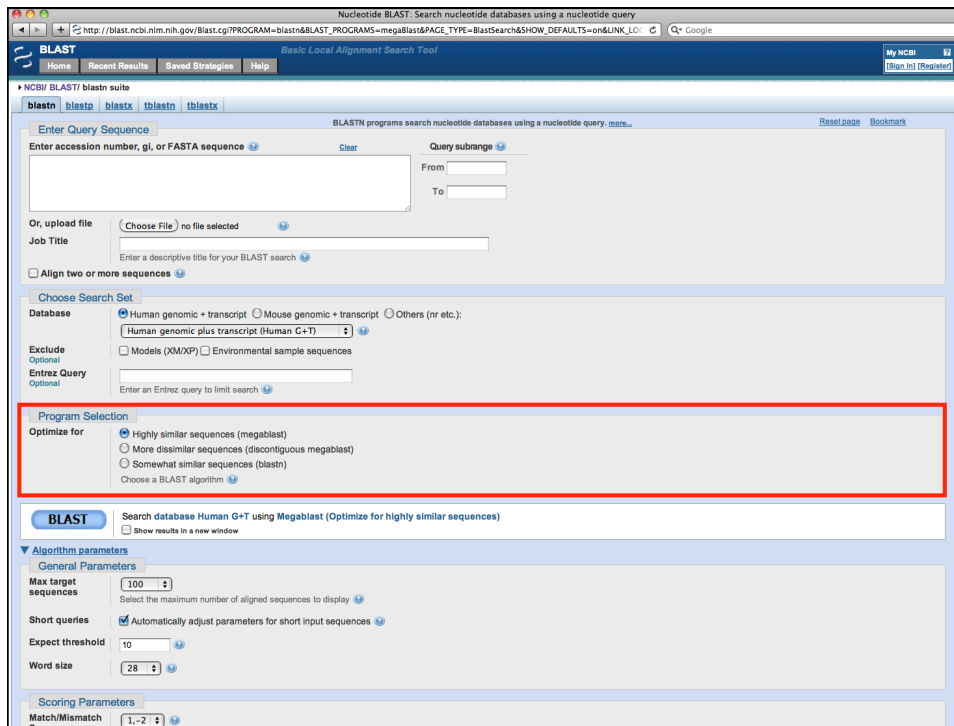 Nucleotide BLAST: Search nucleotide databases using a nucleotide query
http://blast.ncbi.nlm.nih.gov/Blast.cgi?PROGRAM=blastn&BLAST_PROGRAMS=megaBlast&PAGE_TYPE=BlastSearch&SHOW_DEFAULTS=on&LINK_LO Google
BLAST Basic Local Alignment Search Tool My NCBI
Home Recent Results Saved Strategies Help [Sign In] [Register]
NCBI/ BLAST/ blastn suite
blastn blastp blastx tblastn tblastx
BLASTN programs search nucleotide databases using a nucleotide query. more... Reset page Bookmark
Enter Query Sequence
Enter accession number, gi, or FASTA sequence Clear Query subrange
From
To
Or, upload file Choose File no file selected
Job Title
Enter a descriptive title for your BLAST search
Align two or more sequences
Choose Search Set
Database Human genomic + transcript Mouse genomic + transcript Others (nr etc.):
Human genomic plus transcript (Human G+T)
Exclude Models (XM/XP) Environmental sample sequences
Optional
Entrez Query
Optional
Enter an Entrez query to limit search
Program Selection
Optimize for Highly similar sequences (megablast)
More dissimilar sequences (discontiguous megablast)
Somewhat similar sequences (blastn)
Choose a BLAST algorithm
BLAST Search database Human G+T using Megablast (Optimize for highly similar sequences)
Show results in a new window
Algorithm parameters
General Parameters
Max target sequences 100
Select the maximum number of aligned sequences to display
Short queries Automatically adjust parameters for short input sequences
Expect threshold 10
Word size 28
Scoring Parameters
Match/Mismatch 1,-2